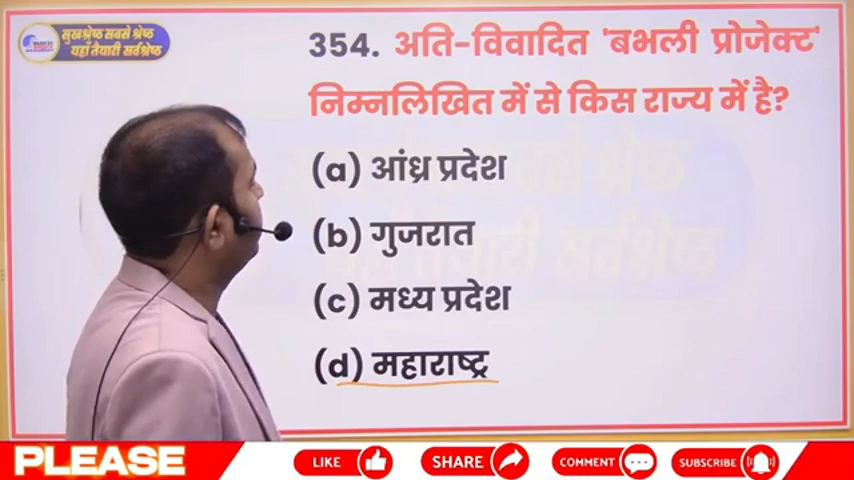 सुखश्रेष्ठ सबसे श्रेष्ठ
यहाँ तैयारी सर्वश्रेष्ठ
354. अति-विवादित 'बभली प्रोजेक्ट'
निम्नलिखित में से किस राज्य में है?
(a) आंध्र प्रदेश
(b) गुजरात
(c) मध्य प्रदेश
(d) महाराष्ट्र
PLEASE LIKE SHARE COMMENT SUBSCRIBE